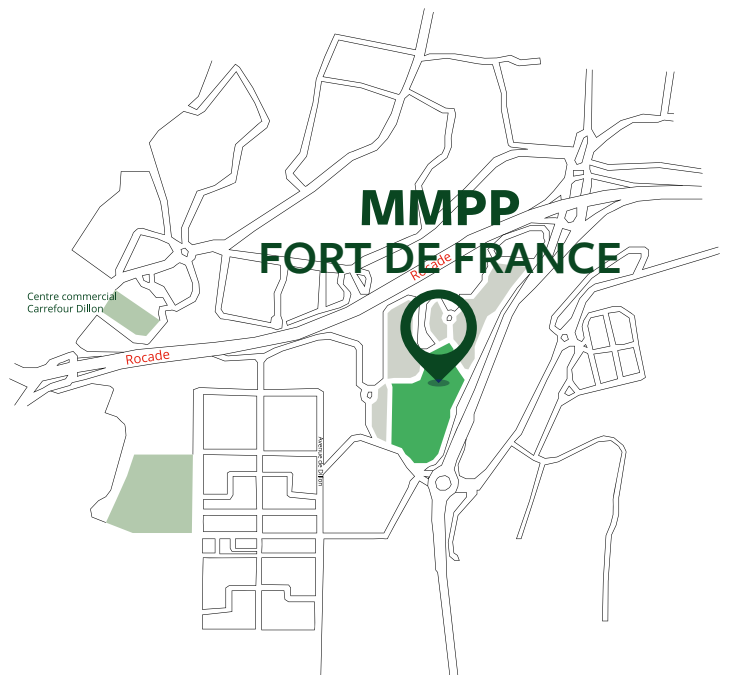 MMPP
FORT DE FRANCE
Rocade
Centre commercial
Carrefour Dillon
Rocade
Avenue de Dillon